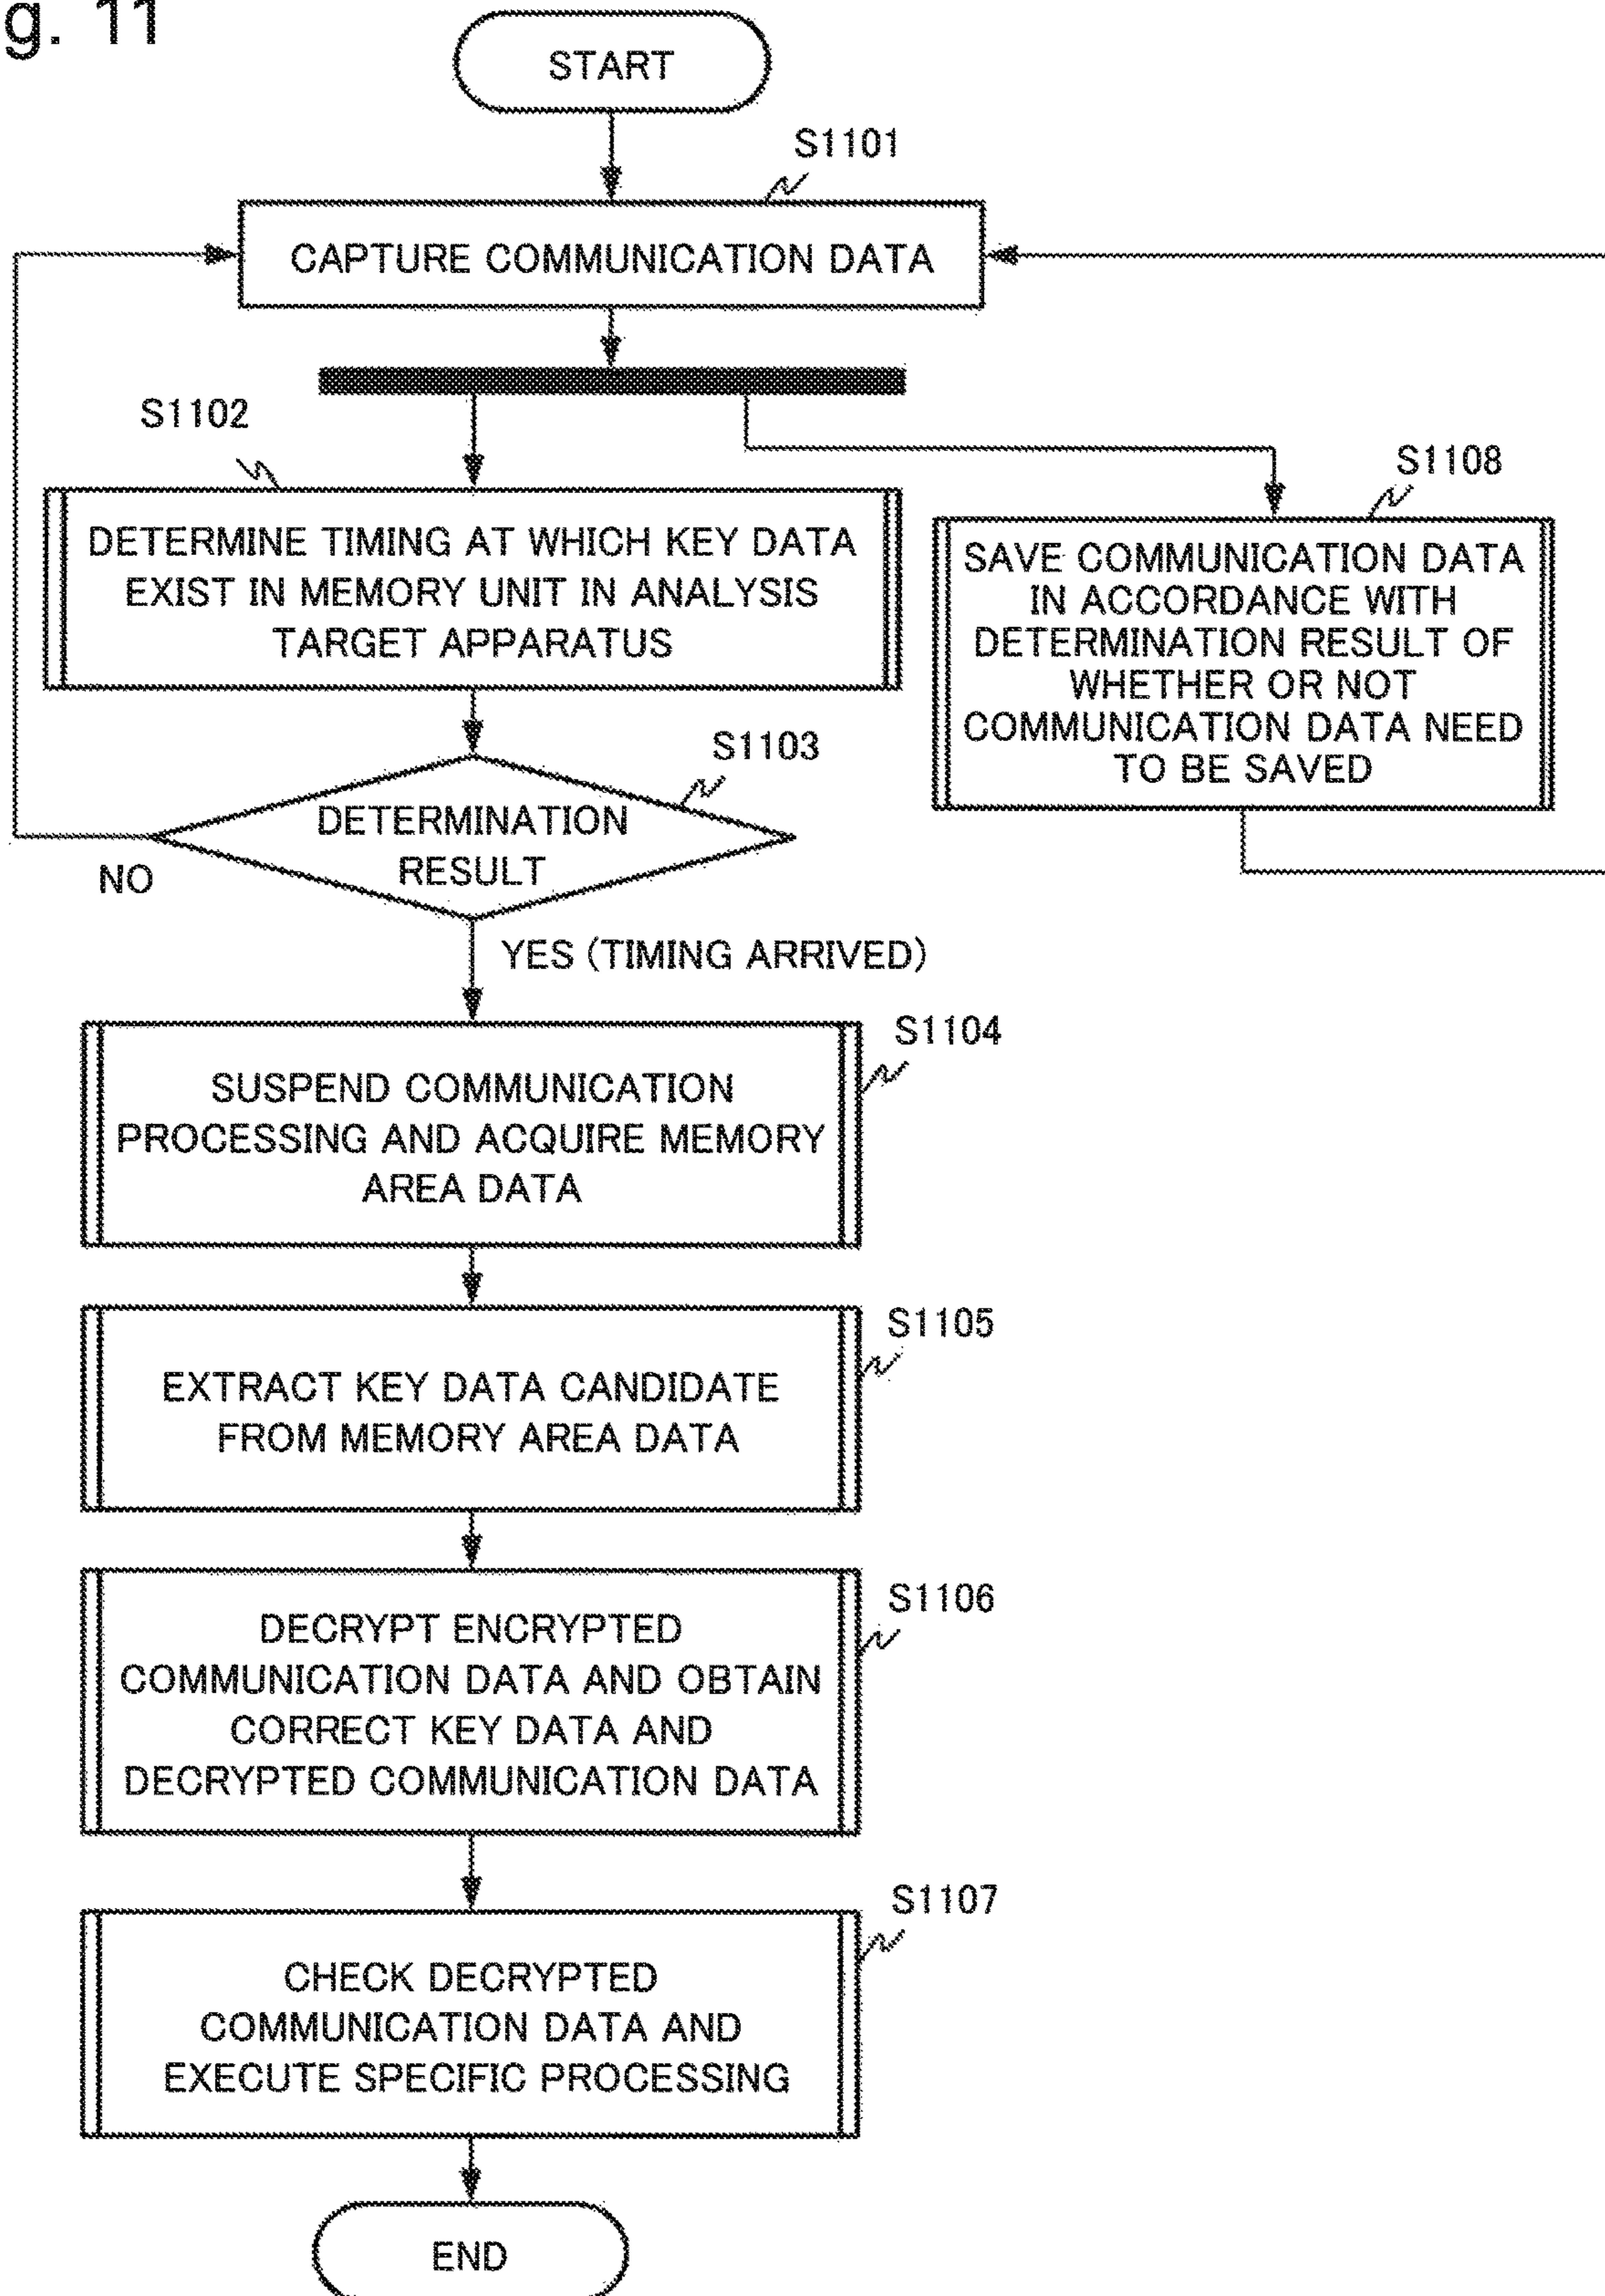 g. 11
START
S1101
CAPTURE COMMUNICATION DATA
S1102
DETERMINE TIMING AT WHICH KEY DATA
EXIST IN MEMORY UNIT IN ANALYSIS
TARGET APPARATUS
S1108
SAVE COMMUNICATION DATA
IN ACCORDANCE WITH
DETERMINATION RESULT OF
WHETHER OR NOT
COMMUNICATION DATA NEED
TO BE SAVED
S1103
DETERMINATION
RESULT
NO
YES (TIMING ARRIVED)
S1104
SUSPEND COMMUNICATION
PROCESSING AND ACQUIRE MEMORY
AREA DATA
S1105
EXTRACT KEY DATA CANDIDATE
FROM MEMORY AREA DATA
S1106
DECRYPT ENCRYPTED
COMMUNICATION DATA AND OBTAIN
CORRECT KEY DATA AND
DECRYPTED COMMUNICATION DATA
S1107
CHECK DECRYPTED
COMMUNICATION DATA AND
EXECUTE SPECIFIC PROCESSING
END